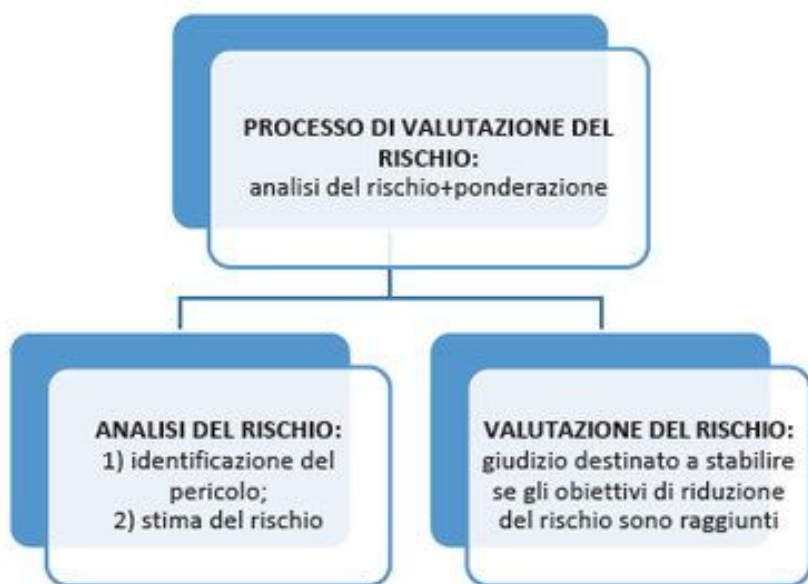 PROCESSO DI VALUTAZIONE DEL
RISCHIO:
analisi del rischio+ponderazione
ANALISI DEL RISCHIO:
1) identificazione del
pericolo;
2) stima del rischio
VALUTAZIONE DEL RISCHIO:
giudizio destinato a stabilire
se gli obiettivi di riduzione
del rischio sono raggiunti